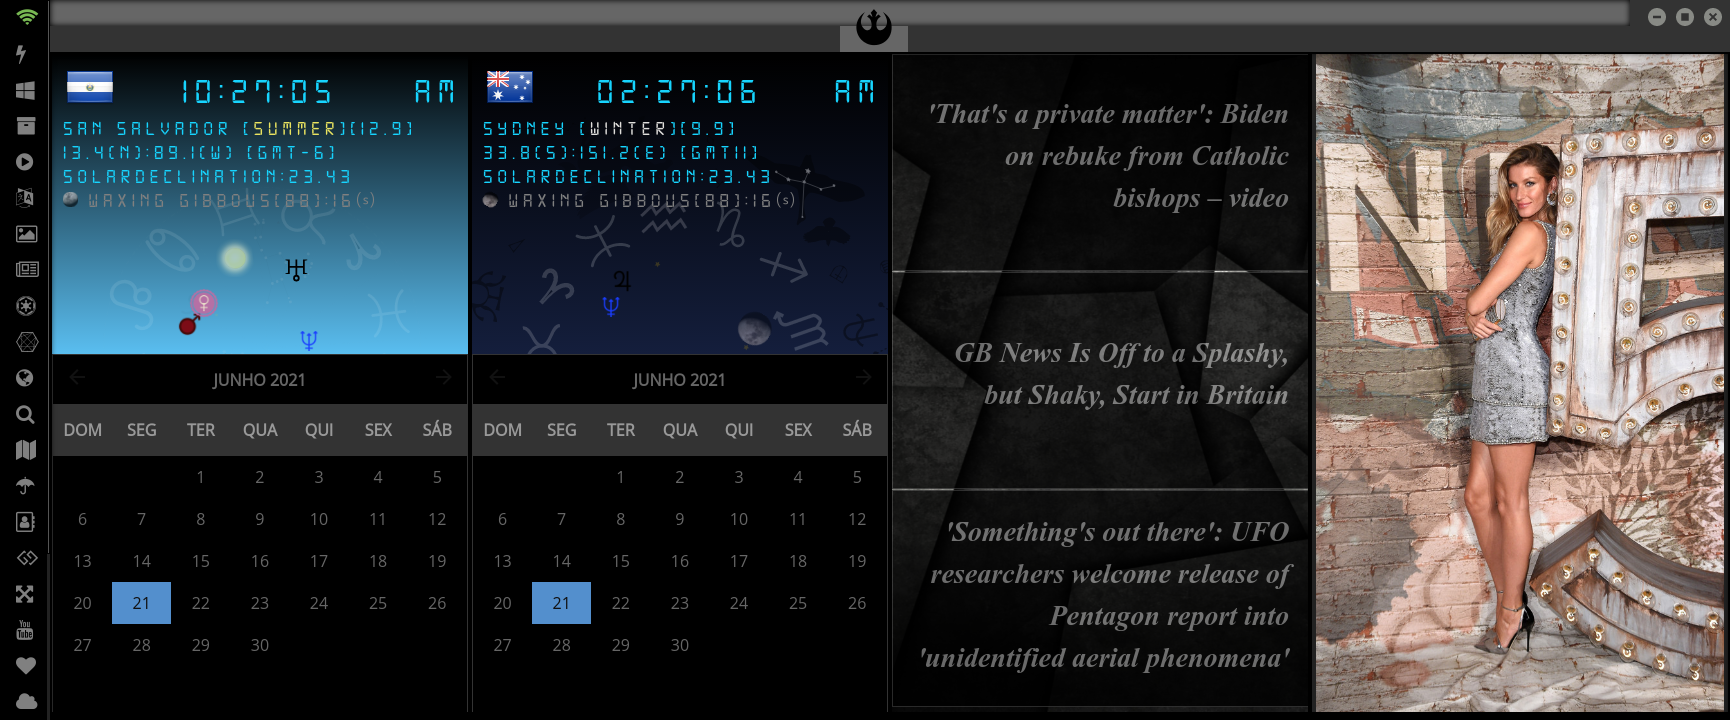 10:27:05 AM
SAN SALVADOR [SUMMER][12.9]
13.4(N):89.1(W) [GMT-6]
SOLARDECLINATION:23.43
WAXING GIBBOUS[88]:16(s)
JUNHO 2021
DOM SEG TER QUA QUI SEX SÁB
1 2 3 4 5
6 7 8 9 10 11 12
13 14 15 16 17 18 19
20 21 22 23 24 25 26
27 28 29 30
02:27:06 AM
SYDNEY [WINTER][9.9]
33.8(S):151.2(E) [GMT11]
SOLARDECLINATION:23.43
WAXING GIBBOUS[88]:16(s)
JUNHO 2021
DOM SEG TER QUA QUI SEX SÁB
1 2 3 4 5
6 7 8 9 10 11 12
13 14 15 16 17 18 19
20 21 22 23 24 25 26
27 28 29 30
'That's a private matter': Biden
on rebuke from Catholic
bishops – video
GB News Is Off to a Splashy,
but Shaky, Start in Britain
'Something's out there': UFO
researchers welcome release of
Pentagon report into
'unidentified aerial phenomena'
You
Tube